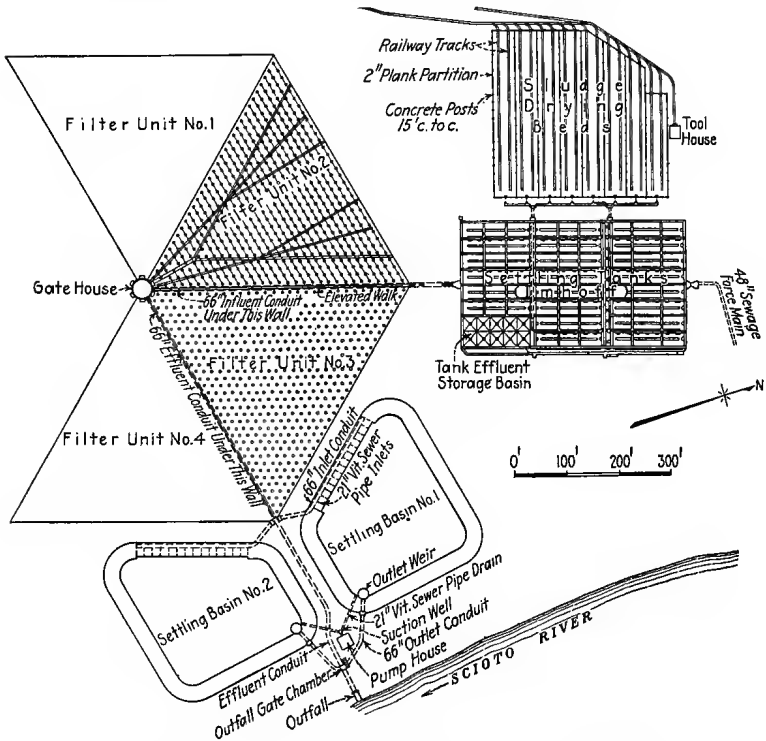 Railway Tracks
2" Plank Partition
Concrete Posts
15' c. to c.
Sludge
Drying
Beds
Tool
House
Filter Unit No.1
Filter Unit No.2
Gate House
66" Influent Conduit
Under This Wall
Elevated Walk
Settling Tanks
(Imhoff)
48" Sewage
Force Main
Tank Effluent
Storage Basin
66" Effluent Conduit Under This Wall
Filter Unit No.3
Filter Unit No.4
N
0' 100' 200' 300'
66" Inlet Conduit
21" Vit. Sewer
Pipe Inlets
Settling Basin No.1
Settling Basin No.2
Outlet Weir
21" Vit. Sewer Pipe Drain
Suction Well
66" Outlet Conduit
Pump House
Effluent Conduit
Outfall Gate Chamber
Outfall
SCIOTO RIVER